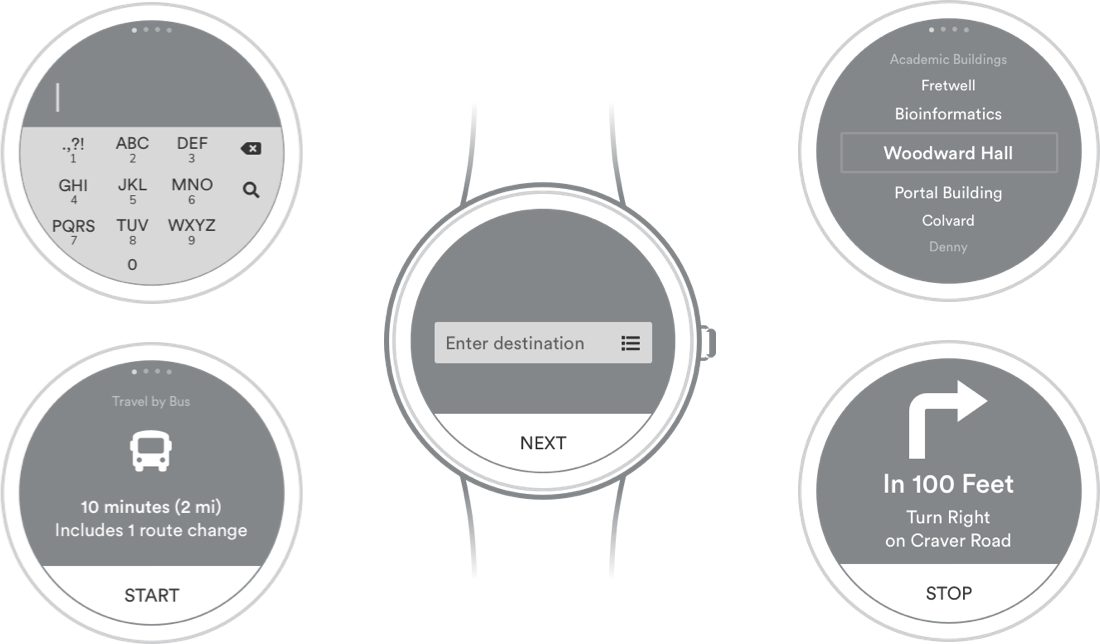 .,?! ABC DEF
1 2 3
GHI JKL MNO
4 5 6
PQRS TUV WXYZ
7 8 9
0
Academic Buildings
Fretwell
Bioinformatics
Woodward Hall
Portal Building
Colvard
Denny
Enter destination
NEXT
Travel by Bus
10 minutes (2 mi)
Includes 1 route change
START
In 100 Feet
Turn Right
on Craver Road
STOP